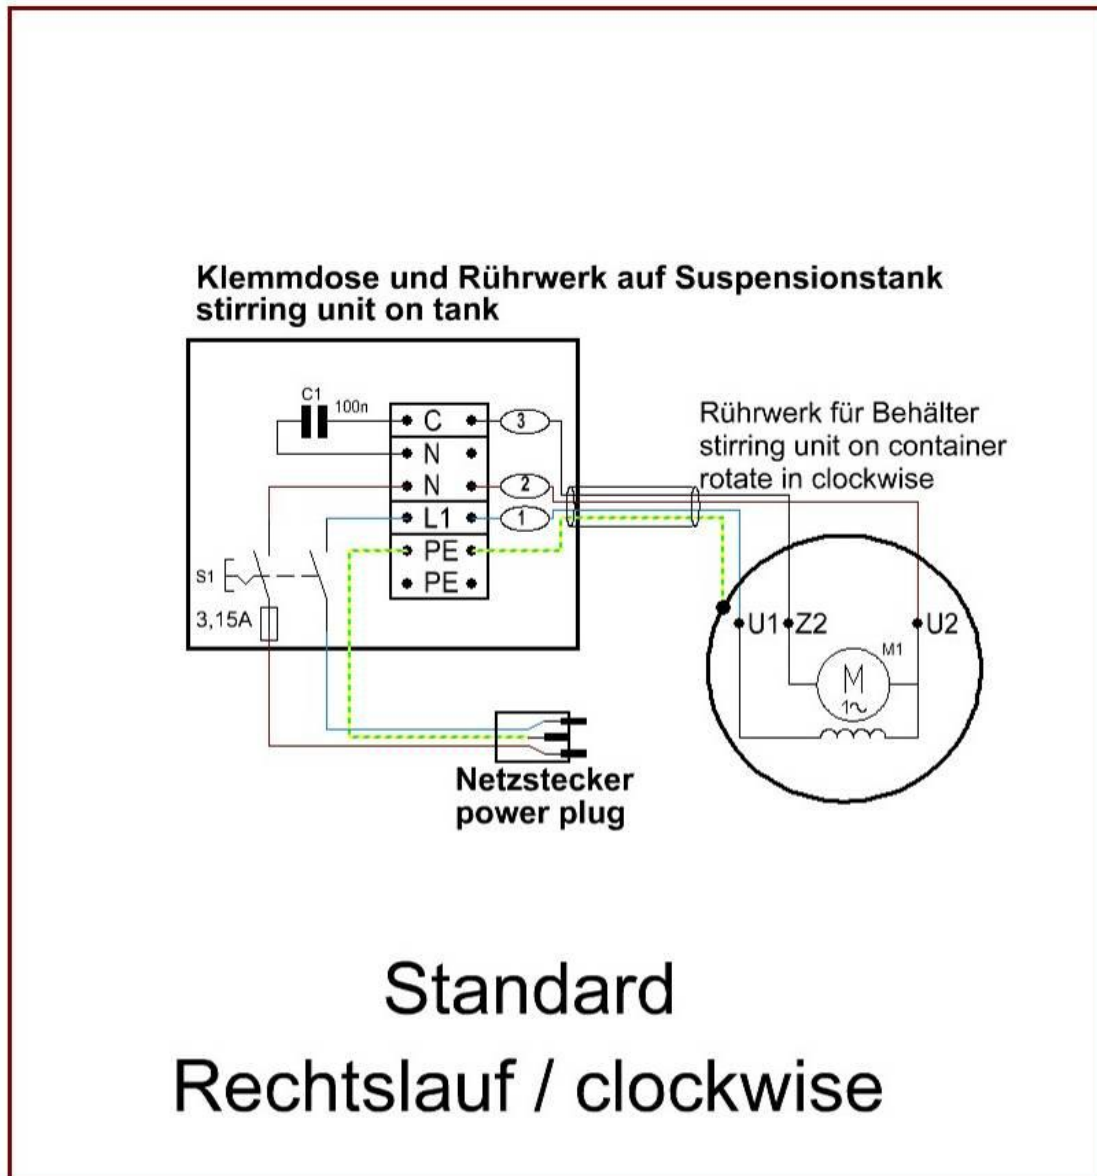 Klemmdose und Rührwerk auf Suspensionstank
stirring unit on tank
C1
100n
C
3
N
N
2
L1
1
PE
PE
S1
3,15A
Rührwerk für Behälter
stirring unit on container
rotate in clockwise
U1
Z2
U2
M1
M
1~
Netzstecker
power plug
Standard
Rechtslauf / clockwise